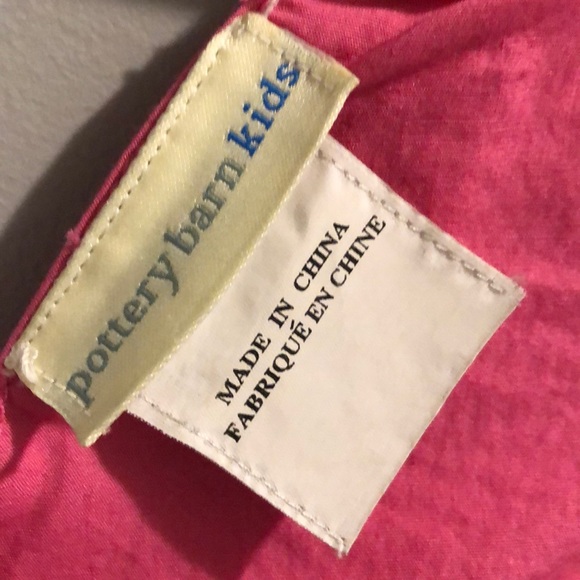 pottery barn kids
MADE IN CHINA
FABRIQUÉ EN CHINE